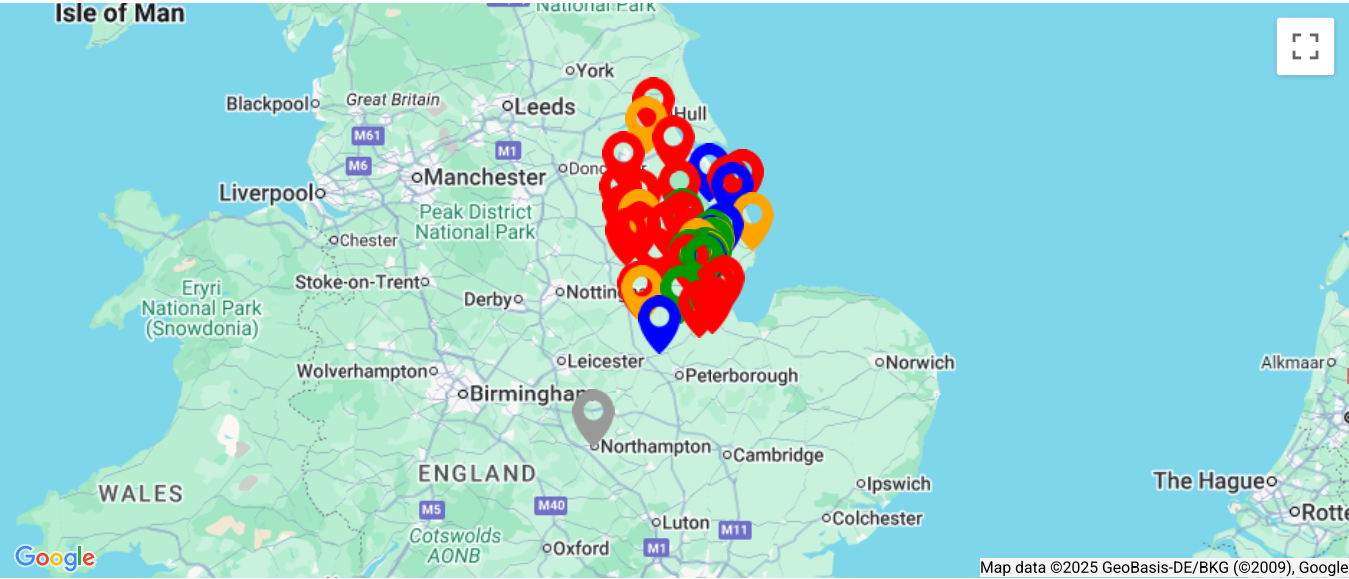 National Park
Isle of Man
York
Blackpool
Great Britain
Leeds
Hull
M61
M1
M6
Manchester
Liverpool
Peak District
National Park
Chester
Eryri
National Park
(Snowdonia)
Stoke-on-Trent
Derby
Wolverhampton
Leicester
Peterborough
Norwich
Alkmaar
Birmingham
Northampton
Cambridge
ENGLAND
WALES
Ipswich
The Hague
M5
M40
Luton
M11
Colchester
Cotswolds
AONB
Oxford
M1
Google
Map data ©2025 GeoBasis-DE/BKG (©2009), Google